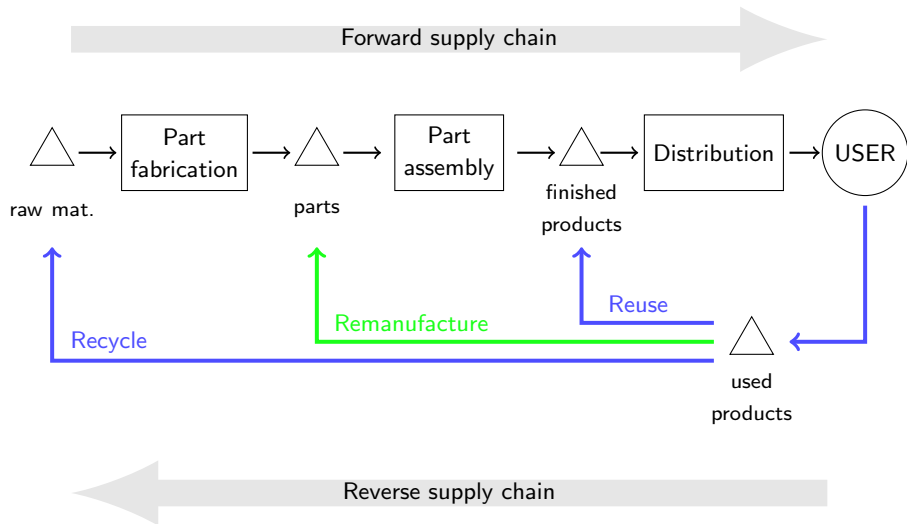 Forward supply chain
Part
fabrication
Part
assembly
Distribution
USER
raw mat.
parts
finished
products
Reuse
Remanufacture
Recycle
used
products
Reverse supply chain